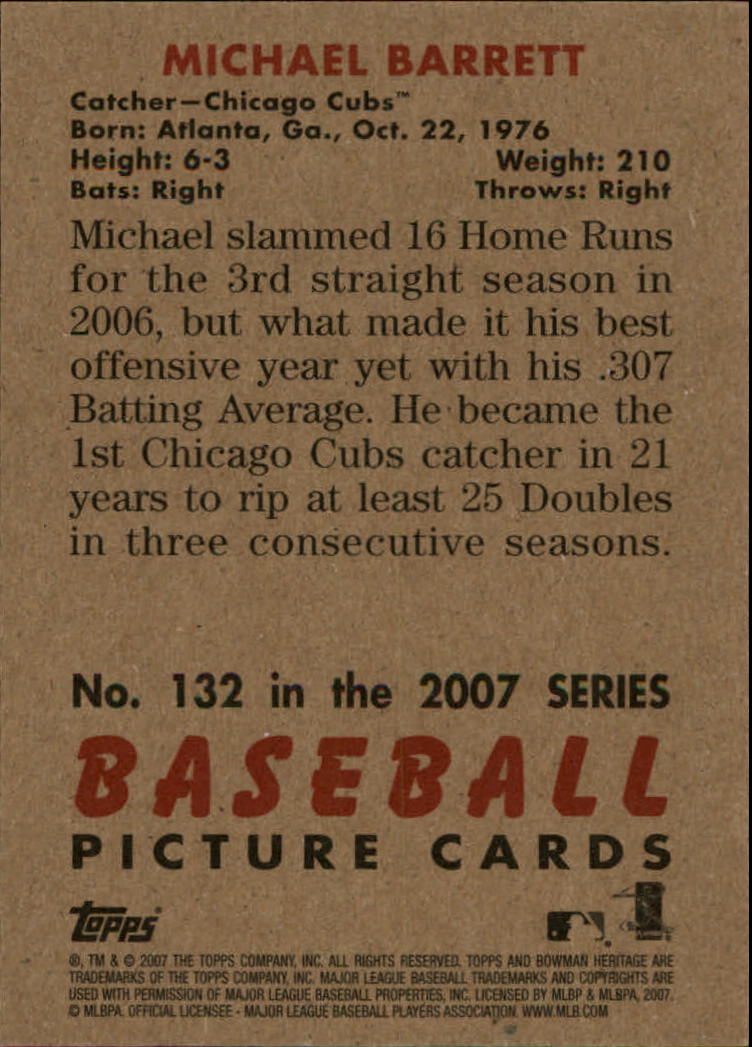 MICHAEL BARRETT
Catcher—Chicago Cubs™
Born: Atlanta, Ga., Oct. 22, 1976
Height: 6-3 Weight: 210
Bats: Right Throws: Right
Michael slammed 16 Home Runs
for the 3rd straight season in
2006, but what made it his best
offensive year yet with his .307
Batting Average. He became the
1st Chicago Cubs catcher in 21
years to rip at least 25 Doubles
in three consecutive seasons.
No. 132 in the 2007 SERIES
BASEBALL
PICTURE CARDS
Topps
®, TM & © 2007 THE TOPPS COMPANY, INC. ALL RIGHTS RESERVED. TOPPS AND BOWMAN HERITAGE ARE
TRADEMARKS OF THE TOPPS COMPANY, INC. MAJOR LEAGUE BASEBALL TRADEMARKS AND COPYRIGHTS ARE
USED WITH PERMISSION OF MAJOR LEAGUE BASEBALL PROPERTIES, INC. LICENSED BY MLBP & MLBPA, 2007.
© MLBPA. OFFICIAL LICENSEE - MAJOR LEAGUE BASEBALL PLAYERS ASSOCIATION. WWW.MLB.COM